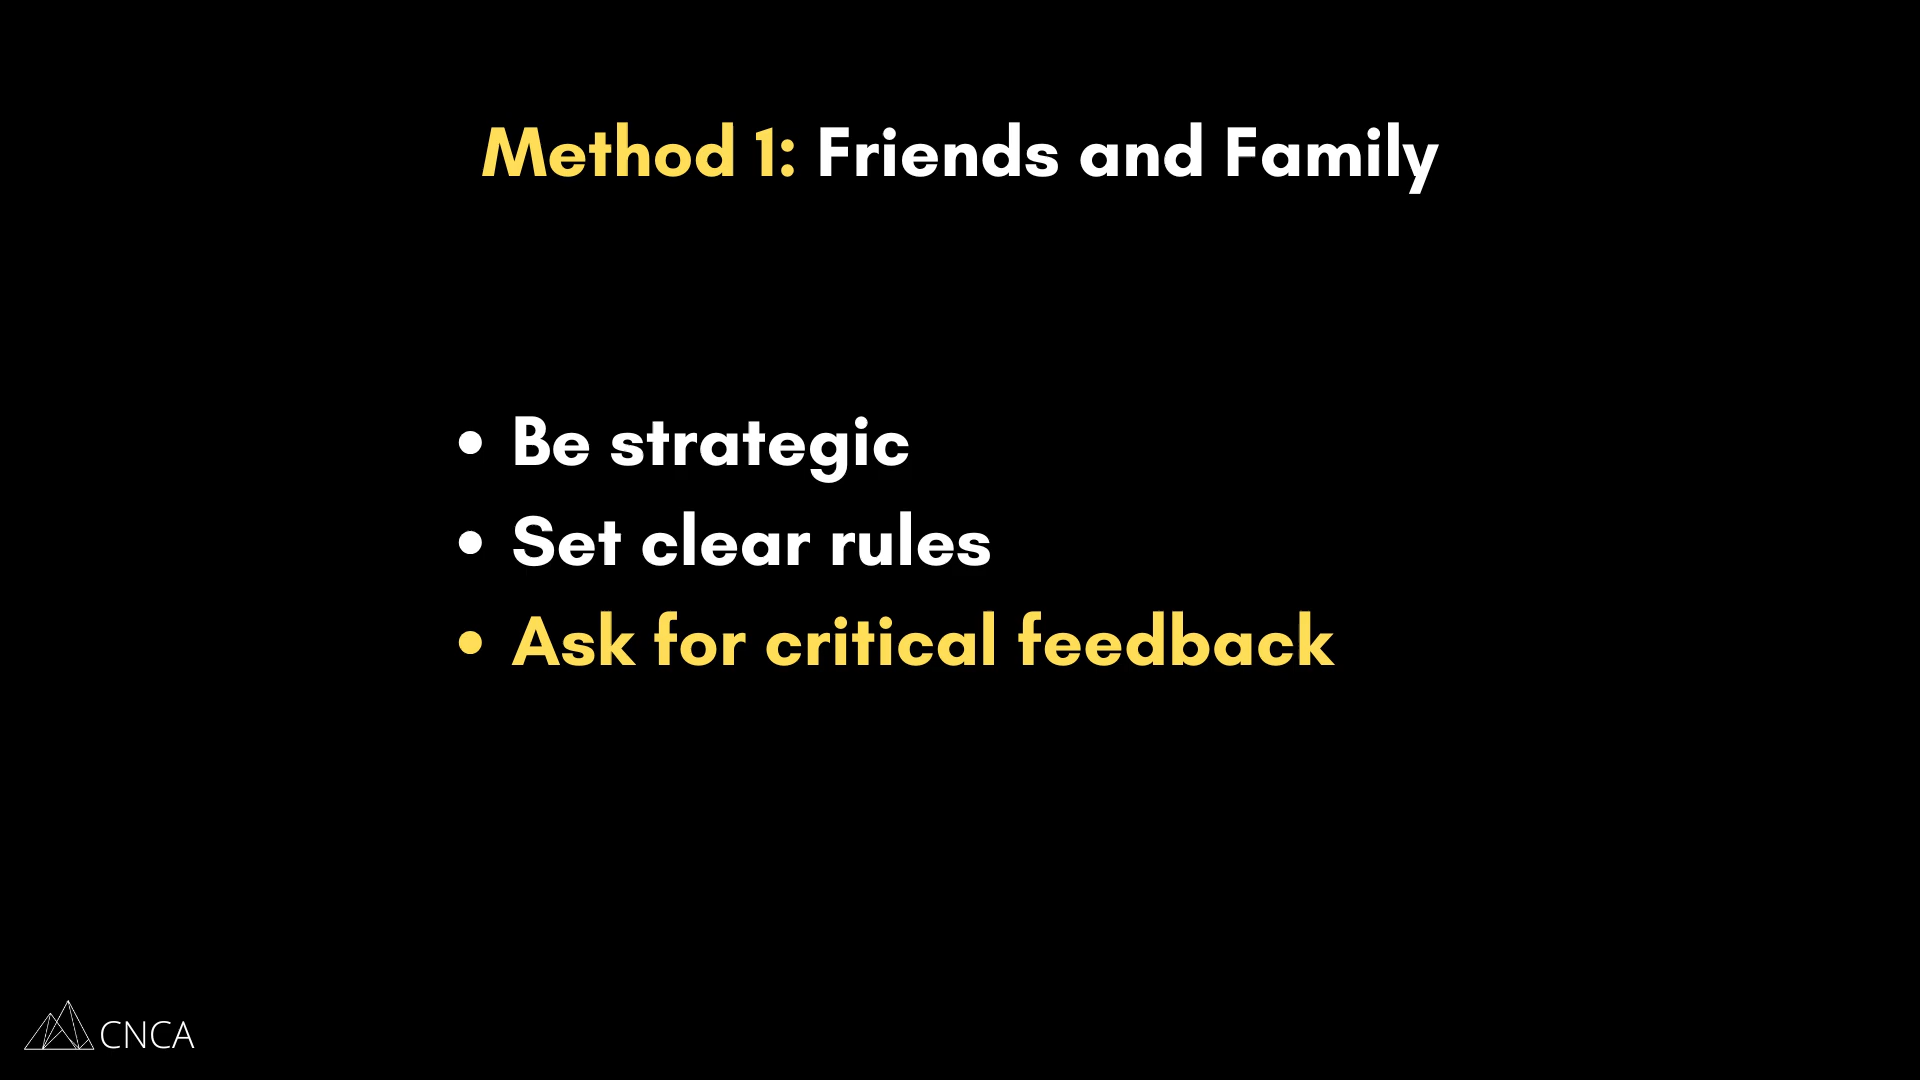 Method 1: Friends and Family
• Be strategic
• Set clear rules
• Ask for critical feedback
CNCA